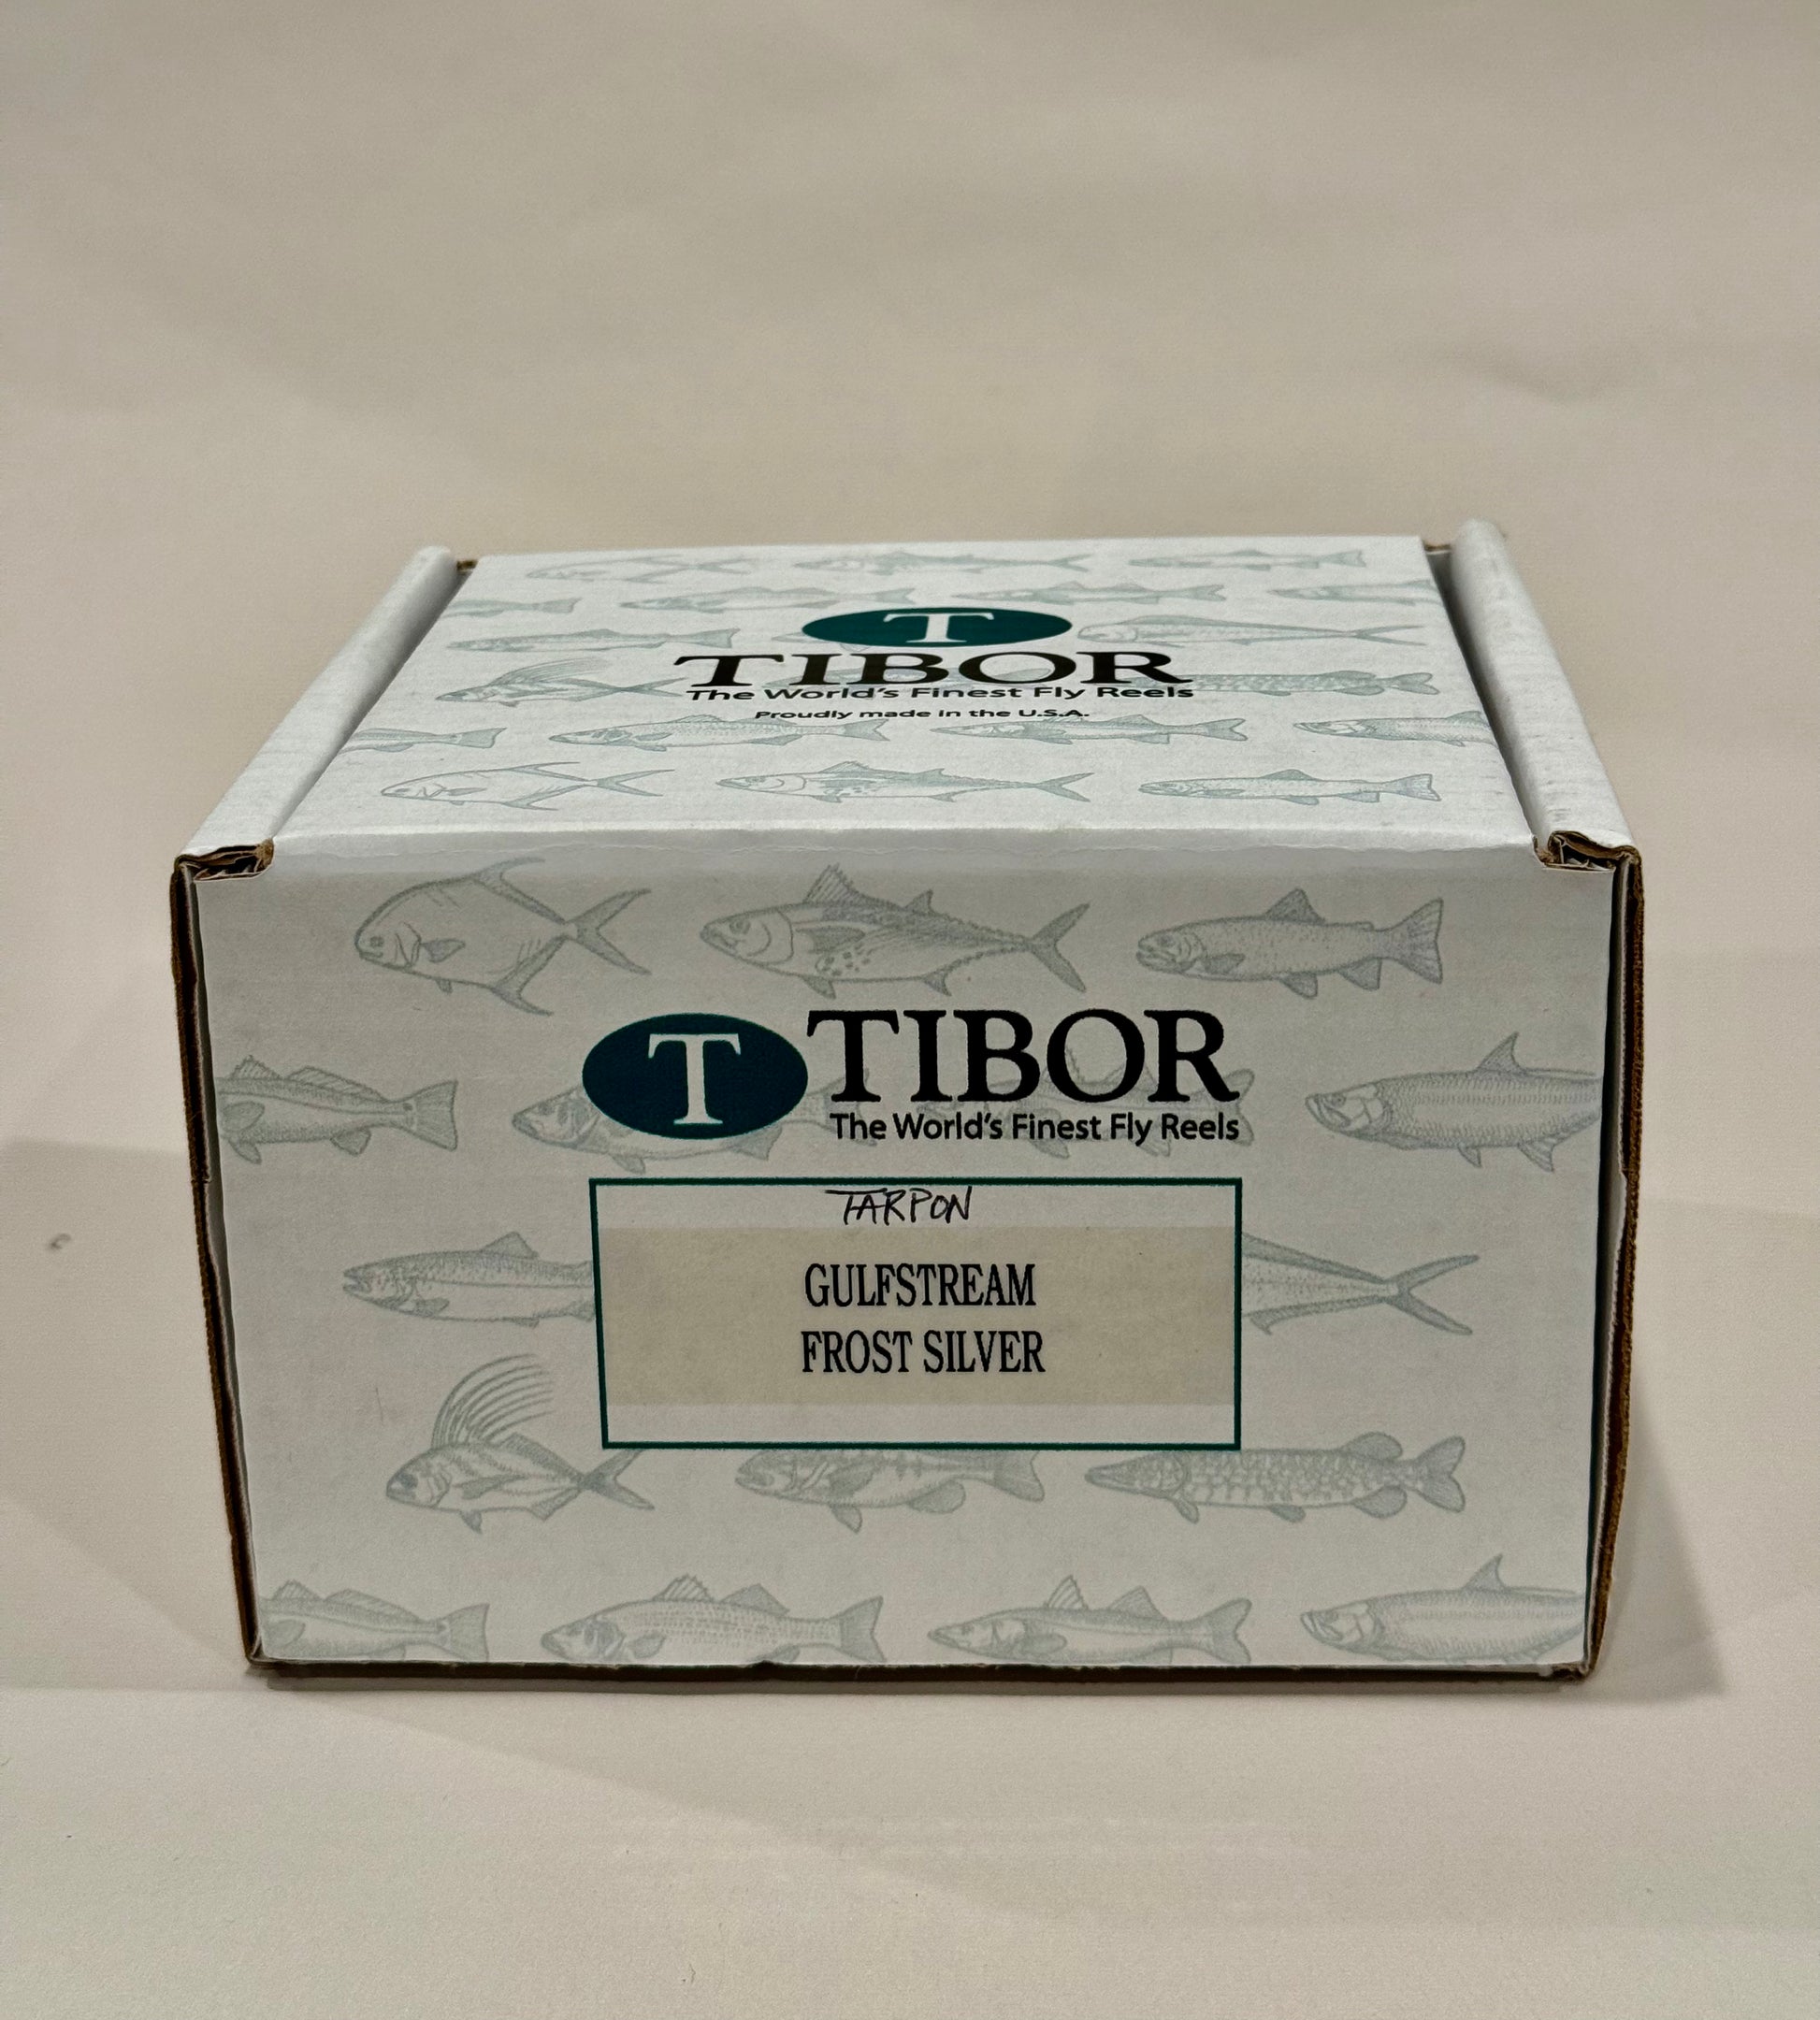 T
TIBOR
The World's Finest Fly Reels
Proudly made in the U.S.A.
T TIBOR
The World's Finest Fly Reels
TARPON
GULFSTREAM
FROST SILVER